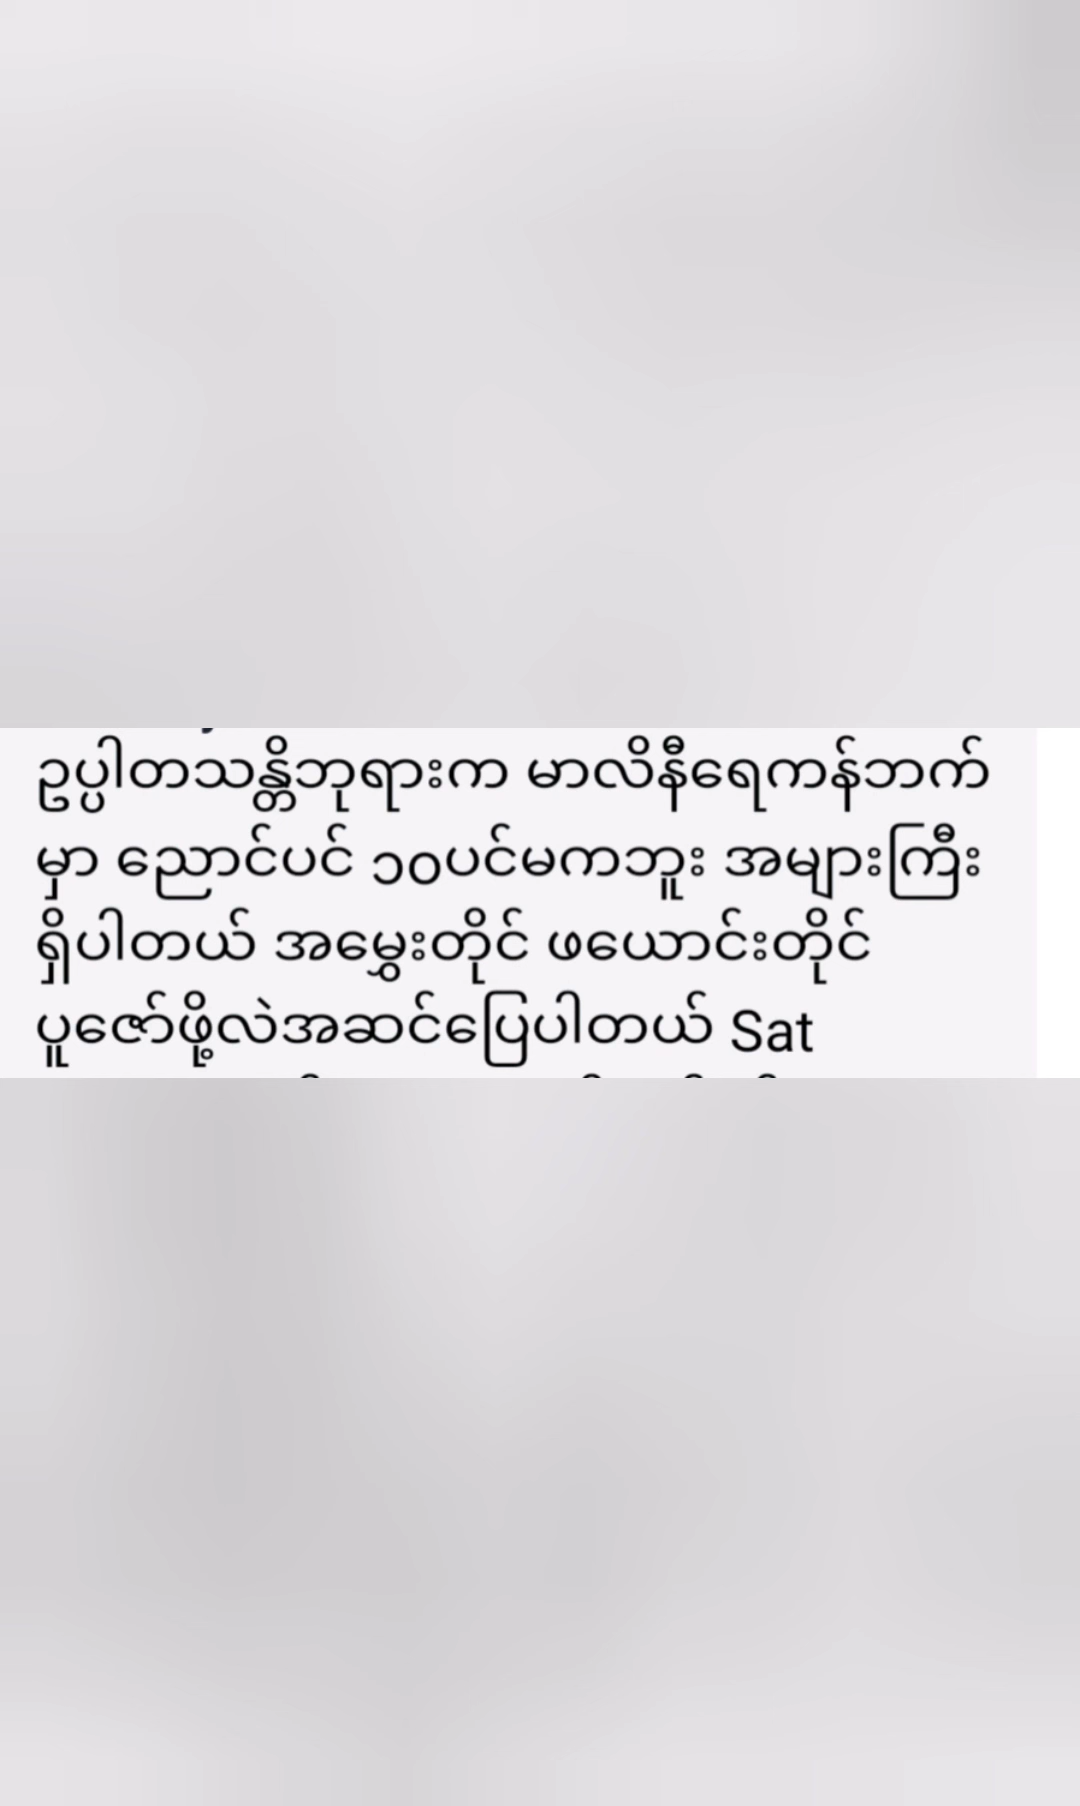 ဥပ္ပါတသန္တိဘုရားက မာလိနီရေကန်ဘက်
မှာ ညောင်ပင် ၁၀ပင်မကဘူး အများကြီး
ရှိပါတယ် အမွှေးတိုင် ဖယောင်းတိုင်
ပူဇော်ဖို့လဲအဆင်ပြေပါတယ် Sat